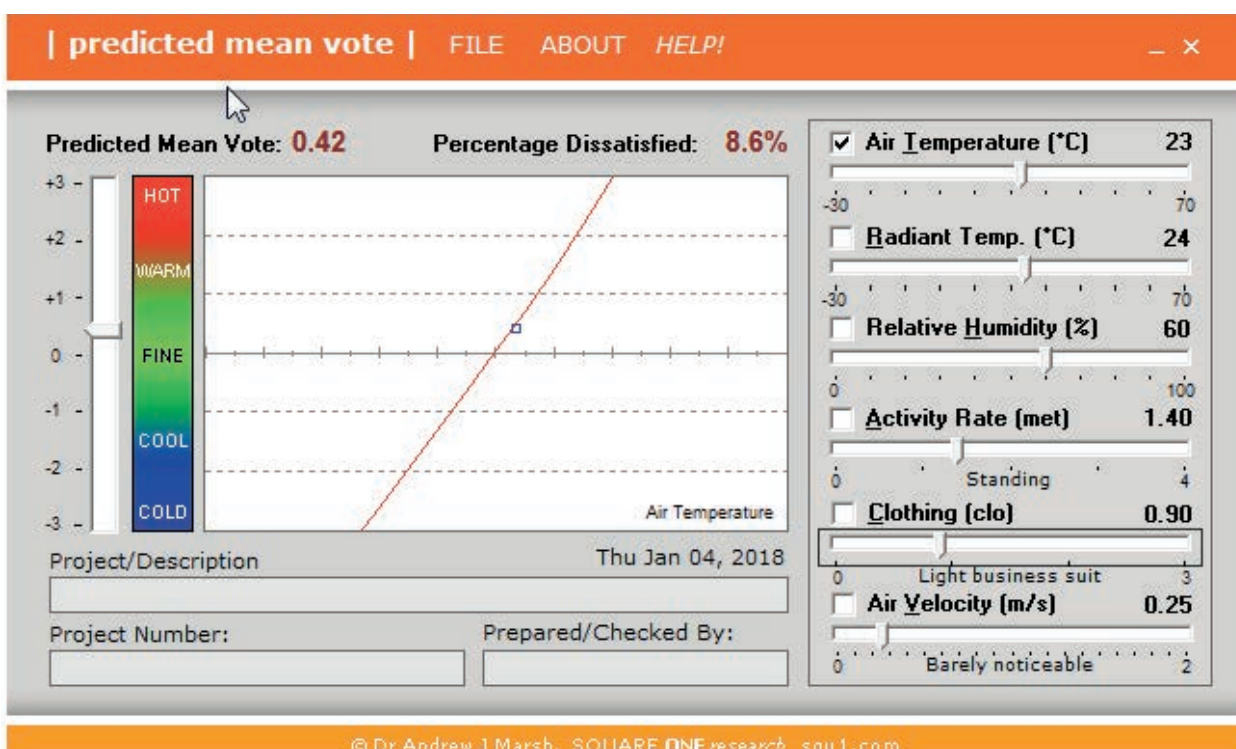 | predicted mean vote | FILE ABOUT HELP!
Predicted Mean Vote: 0.42 Percentage Dissatisfied: 8.6%
+3
+2
+1
0
-1
-2
-3
HOT
WARM
FINE
COOL
COLD
Air Temperature
Project/Description Thu Jan 04, 2018
Project Number: Prepared/Checked By:
Air Temperature (°C) 23
-30 70
Radiant Temp. (°C) 24
-30 70
Relative Humidity (%) 60
0 100
Activity Rate (met) 1.40
0 Standing 4
Clothing (clo) 0.90
0 Light business suit 3
Air Velocity (m/s) 0.25
0 Barely noticeable 2
© Dr Andrew J Marsh, SQUARE ONE research, squ1.com